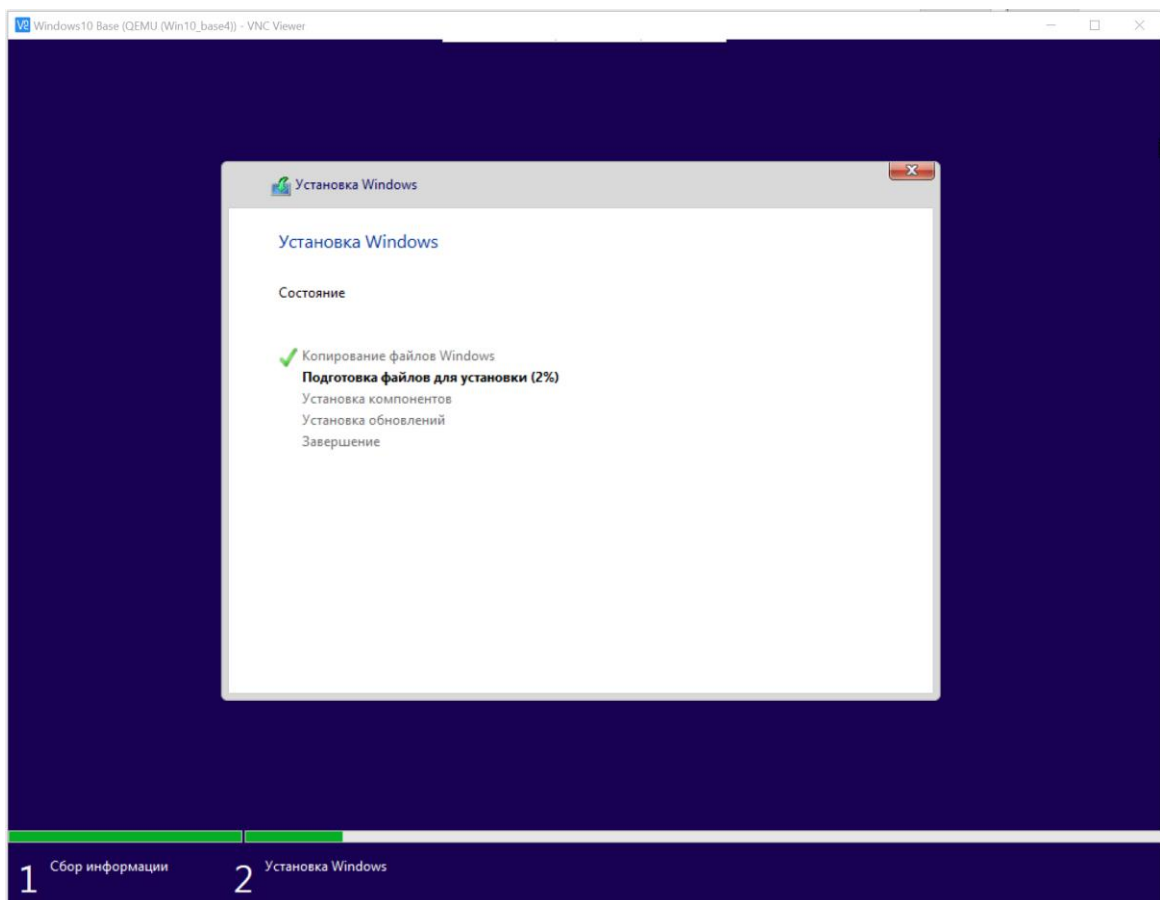 Windows10 Base (QEMU (Win10_base4)) - VNC Viewer
Установка Windows
Установка Windows
Состояние
Копирование файлов Windows
Подготовка файлов для установки (2%)
Установка компонентов
Установка обновлений
Завершение
1 Сбор информации
2 Установка Windows